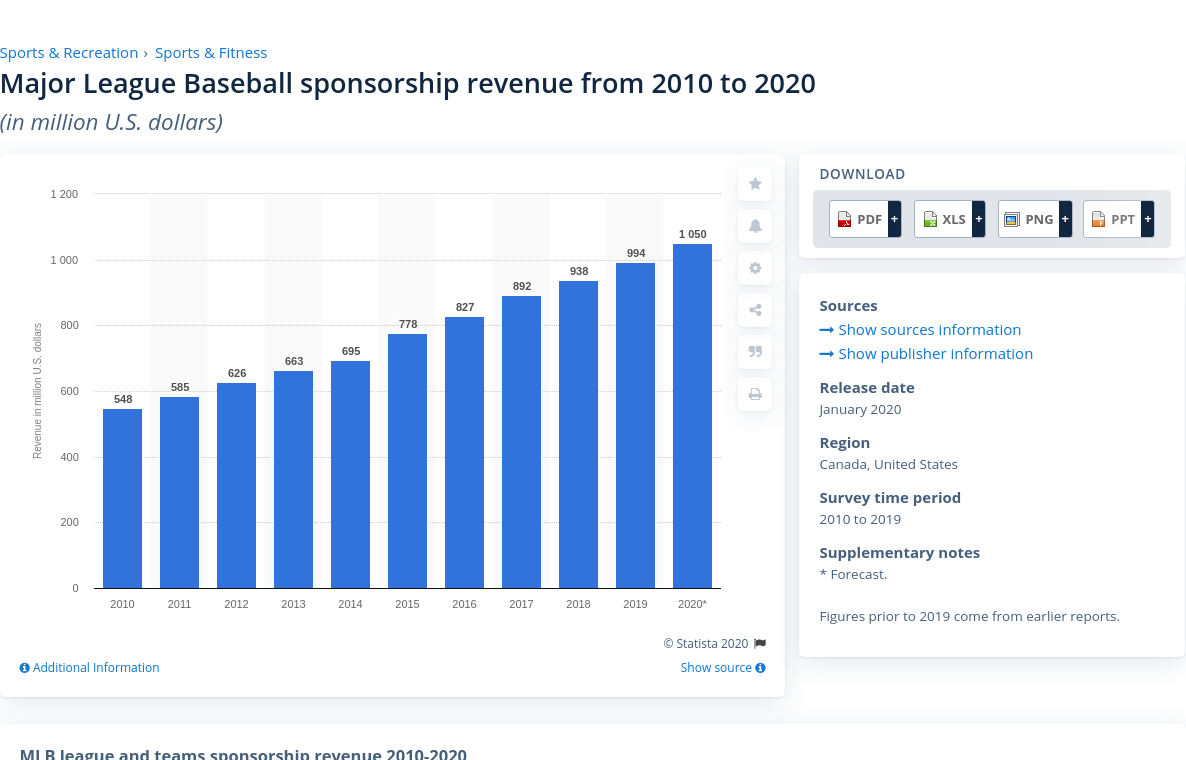 Sports & Recreation › Sports & Fitness
Major League Baseball sponsorship revenue from 2010 to 2020
(in million U.S. dollars)
Revenue in million U.S. dollars
1 200
1 000
800
600
400
200
0
548
585
626
663
695
778
827
892
938
994
1 050
2010 2011 2012 2013 2014 2015 2016 2017 2018 2019 2020*
© Statista 2020
Additional Information
Show source
DOWNLOAD
PDF + XLS + PNG + PPT +
Sources
Show sources information
Show publisher information
Release date
January 2020
Region
Canada, United States
Survey time period
2010 to 2019
Supplementary notes
* Forecast.
Figures prior to 2019 come from earlier reports.
MLB league and teams sponsorship revenue 2010-2020